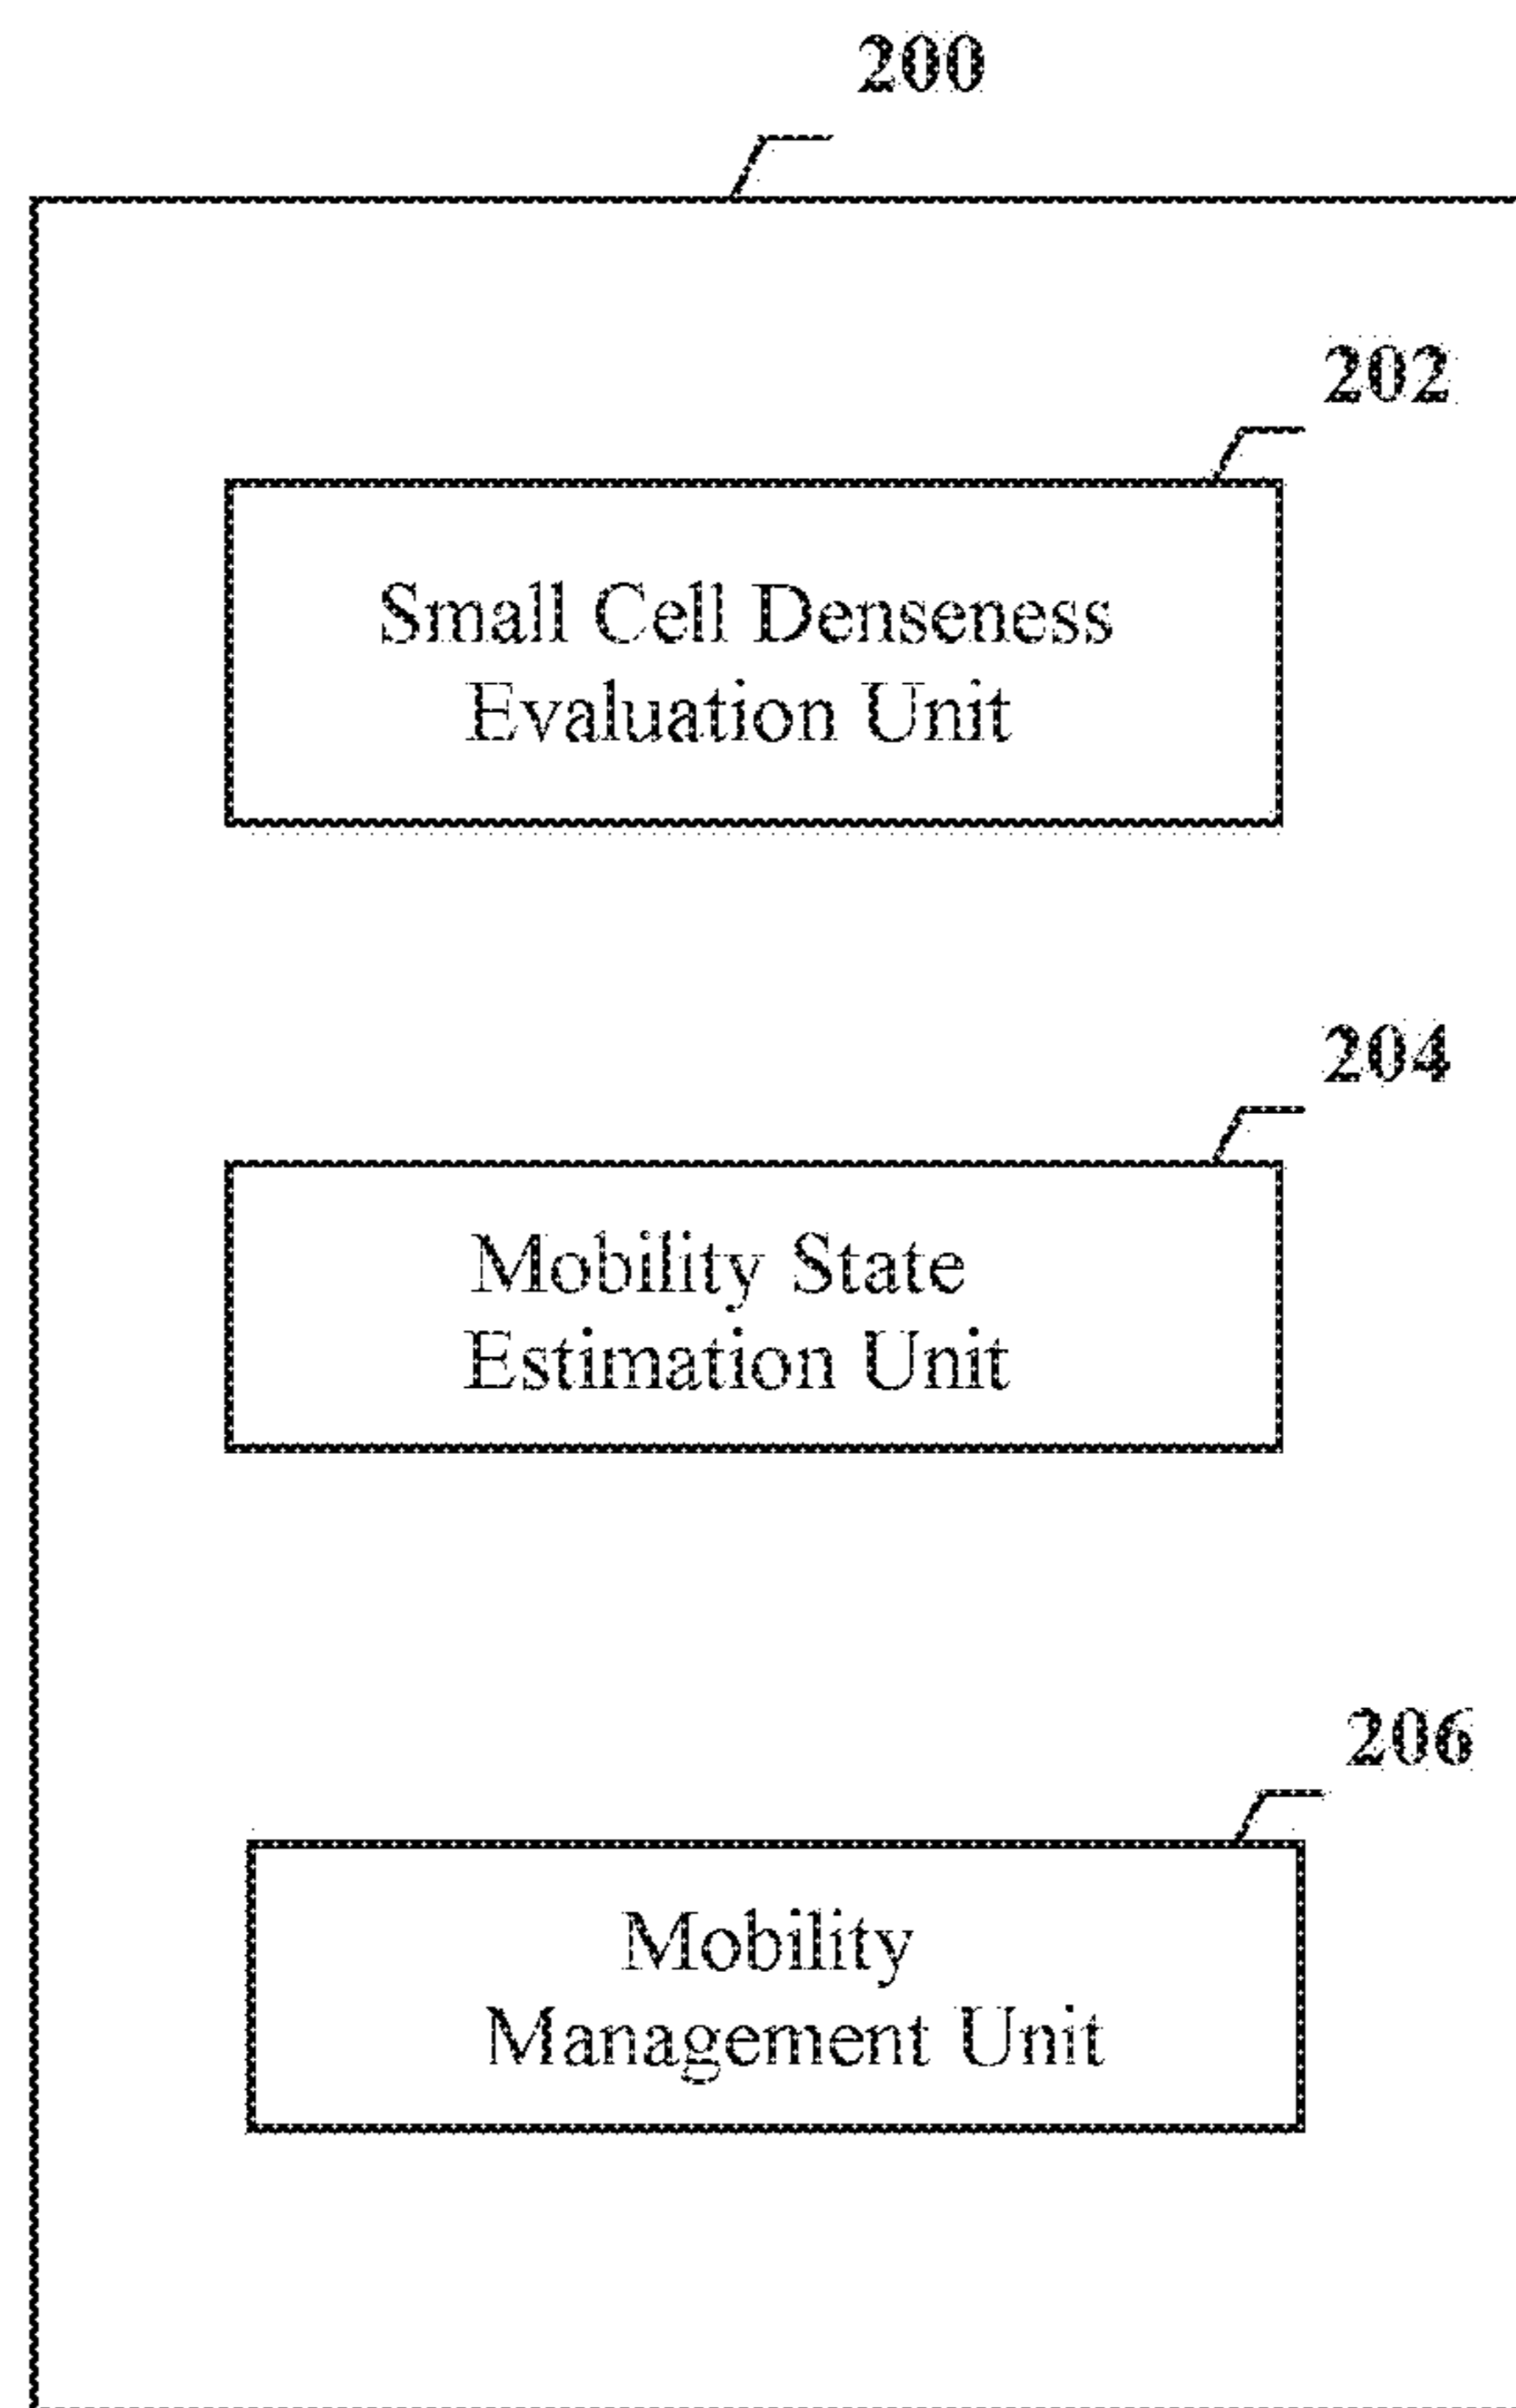 200
202
Small Cell Denseness
Evaluation Unit
204
Mobility State
Estimation Unit
206
Mobility
Management Unit